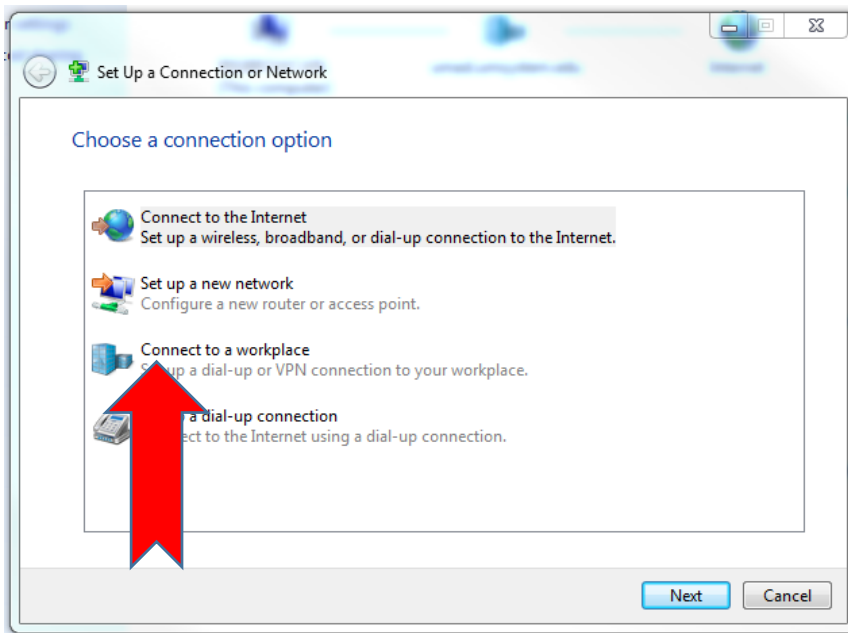 Set Up a Connection or Network
Choose a connection option
Connect to the Internet
Set up a wireless, broadband, or dial-up connection to the Internet.
Set up a new network
Configure a new router or access point.
Connect to a workplace
up a dial-up or VPN connection to your workplace.
a dial-up connection
to the Internet using a dial-up connection.
Next
Cancel